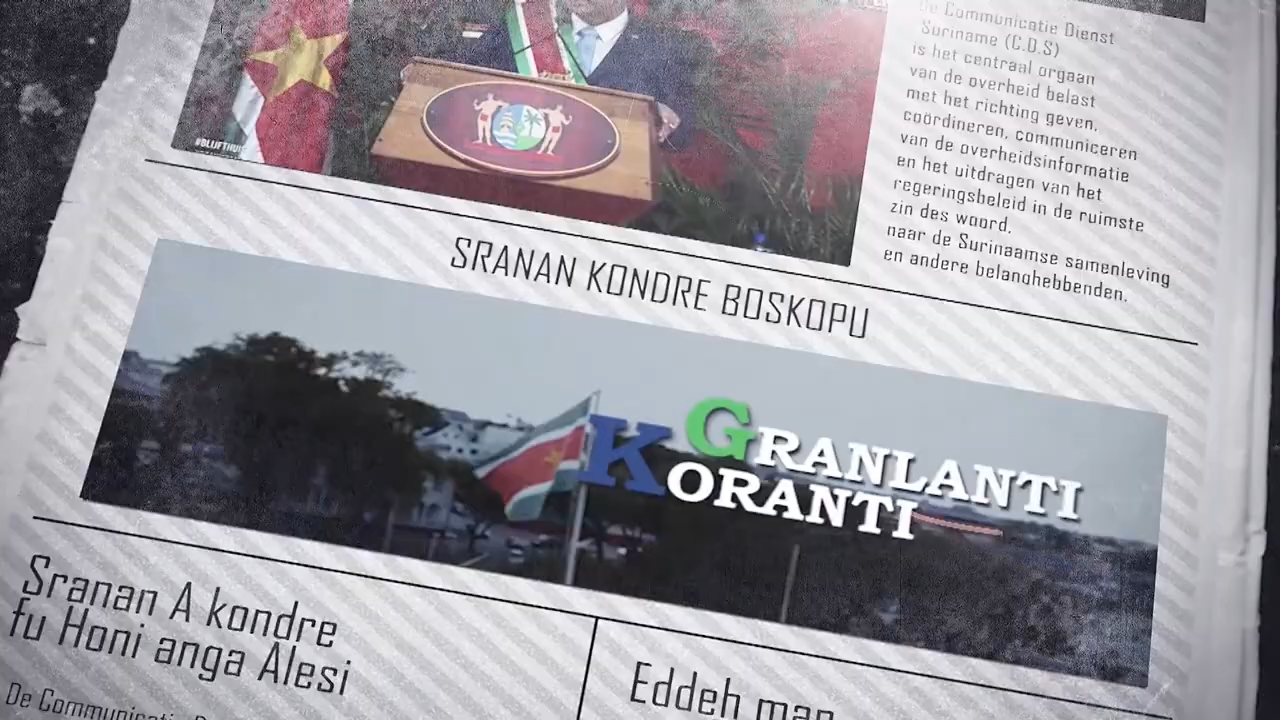 De Communicatie Dienst
Suriname (C.D.S)
is het centraal orgaan
van de overheid belast
met het richting geven,
coördineren, communiceren
van de overheidsinformatie
en het uitdragen van het
regeringsbeleid in de ruimste
zin des woord.
naar de Surinaamse samenleving
en andere belanghebbenden.
SRANAN KONDRE BOSKOPU
GRANLANTI
KORANTI
Sranan A kondre
fu Honi anga Alesi
De
Eddeh man